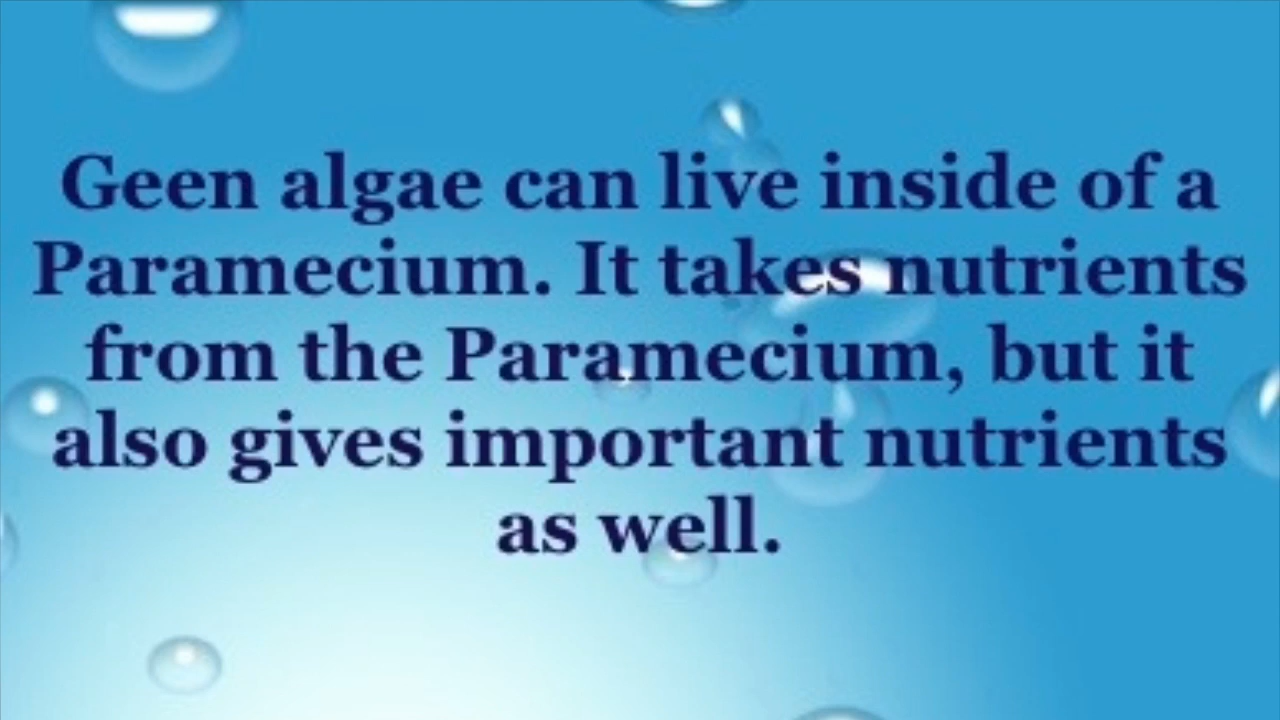 Geen algae can live inside of a
Paramecium. It takes nutrients
from the Paramecium, but it
also gives important nutrients
as well.